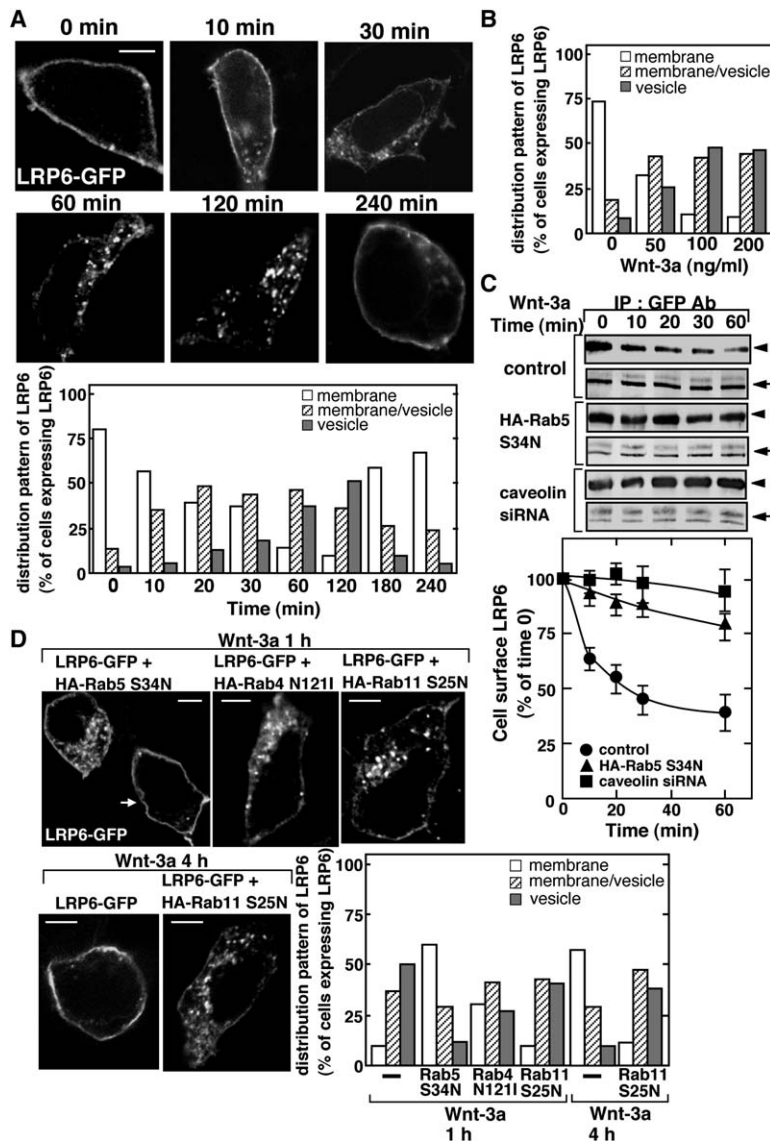 A
0 min 10 min 30 min
LRP6-GFP
60 min 120 min 240 min
distribution pattern of LRP6
(% of cells expressing LRP6)
100
75
50
25
0
membrane
membrane/vesicle
vesicle
0 10 20 30 60 120 180 240
Time (min)
B
distribution pattern of LRP6
(% of cells expressing LRP6)
100
75
50
25
0
membrane
membrane/vesicle
vesicle
0 50 100 200
Wnt-3a (ng/ml)
C
Wnt-3a IP : GFP Ab
Time (min) 0 10 20 30 60
control
HA-Rab5
S34N
caveolin
siRNA
Cell surface LRP6
(% of time 0)
100
75
50
25
0
control
HA-Rab5 S34N
caveolin siRNA
0 20 40 60
Time (min)
D
Wnt-3a 1 h
LRP6-GFP + LRP6-GFP + LRP6-GFP +
HA-Rab5 S34N HA-Rab4 N121I HA-Rab11 S25N
LRP6-GFP
Wnt-3a 4 h
LRP6-GFP +
LRP6-GFP HA-Rab11 S25N
distribution pattern of LRP6
(% of cells expressing LRP6)
100
75
50
25
0
membrane
membrane/vesicle
vesicle
– Rab5 Rab4 Rab11 – Rab11
S34N N121I S25N S25N
Wnt-3a Wnt-3a
1 h 4 h